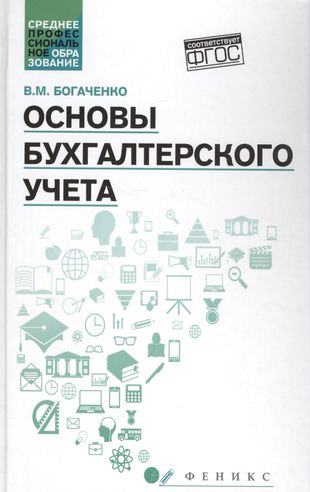 СРЕДНЕЕ
ПРОФЕС
СИОНАЛЬ
НОЕ ОБРА
ЗОВАНИЕ
соответствует
ФГОС
В.М. БОГАЧЕНКО
ОСНОВЫ
БУХГАЛТЕРСКОГО
УЧЕТА
ФЕНИКС